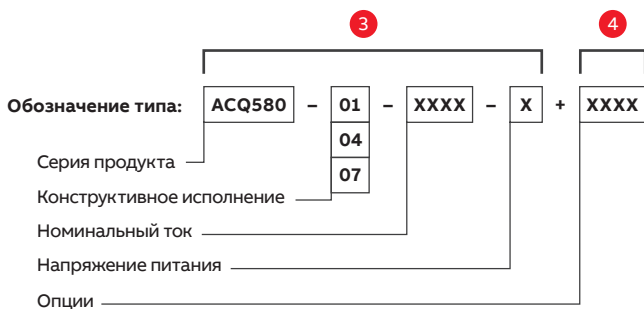 3 4
Обозначение типа: ACQ580 – 01 – XXXX – X + XXXX
04
07
Серия продукта
Конструктивное исполнение
Номинальный ток
Напряжение питания
Опции